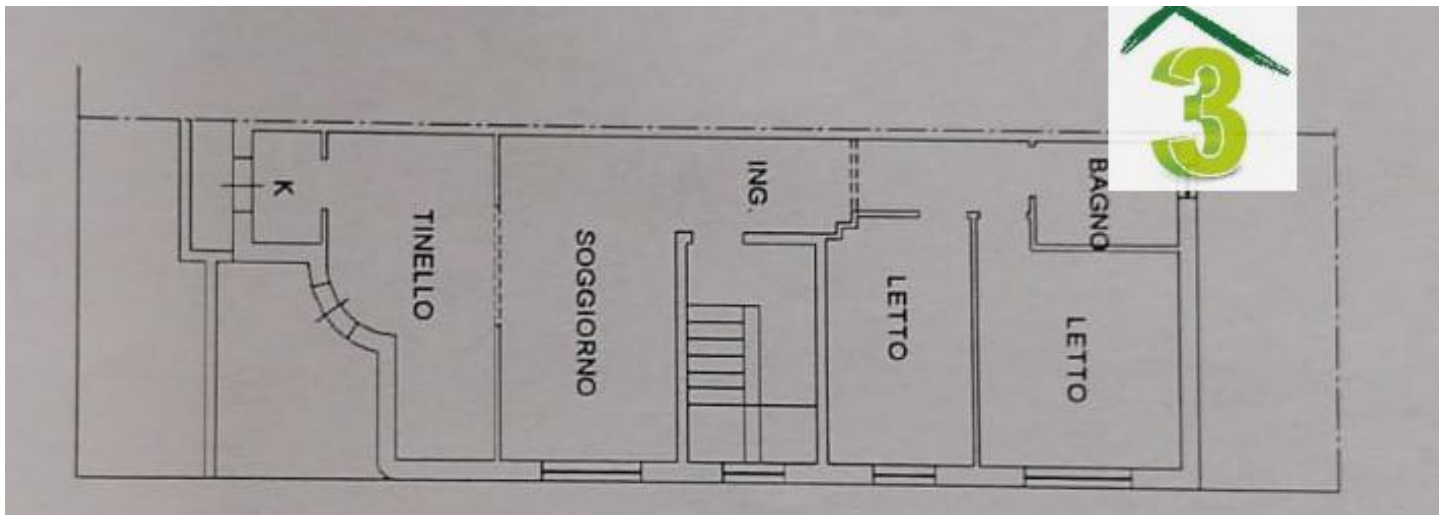 3
K
TINELLO
SOGGIORNO
ING.
LETTO
LETTO
BAGNO